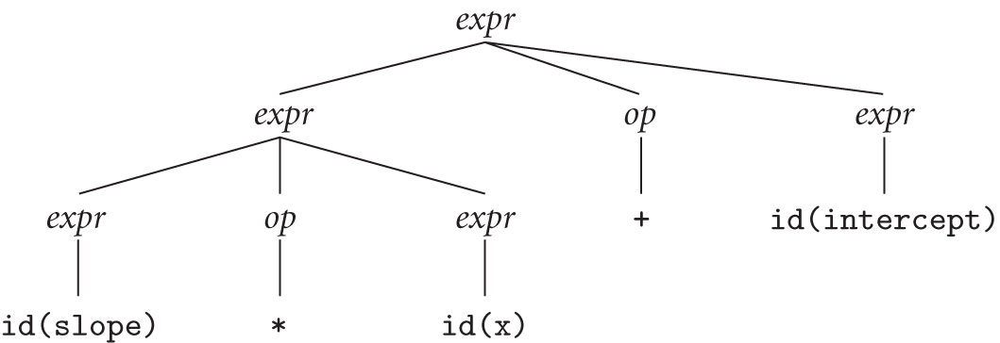 expr
expr op expr
expr op expr + id(intercept)
id(slope) * id(x)